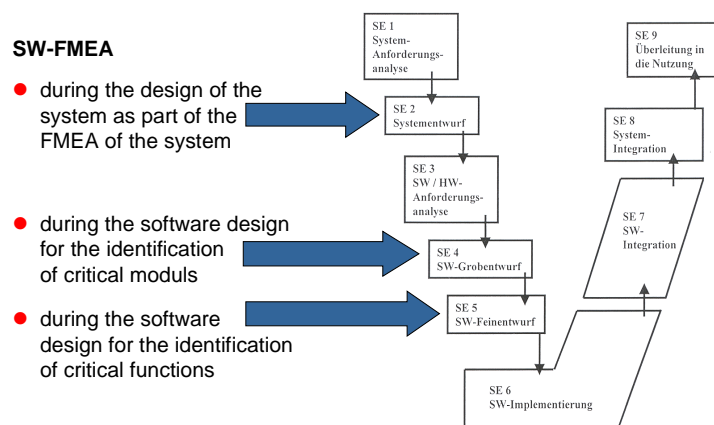 SW-FMEA
during the design of the
system as part of the
FMEA of the system
during the software design
for the identification
of critical moduls
during the software
design for the identification
of critical functions
SE 1
System-
Anforderungs-
analyse
SE 2
Systementwurf
SE 3
SW / HW-
Anforderungs-
analyse
SE 4
SW-Grobentwurf
SE 5
SW-Feinentwurf
SE 6
SW-Implementierung
SE 7
SW-
Integration
SE 8
System-
Integration
SE 9
Überleitung in
die Nutzung